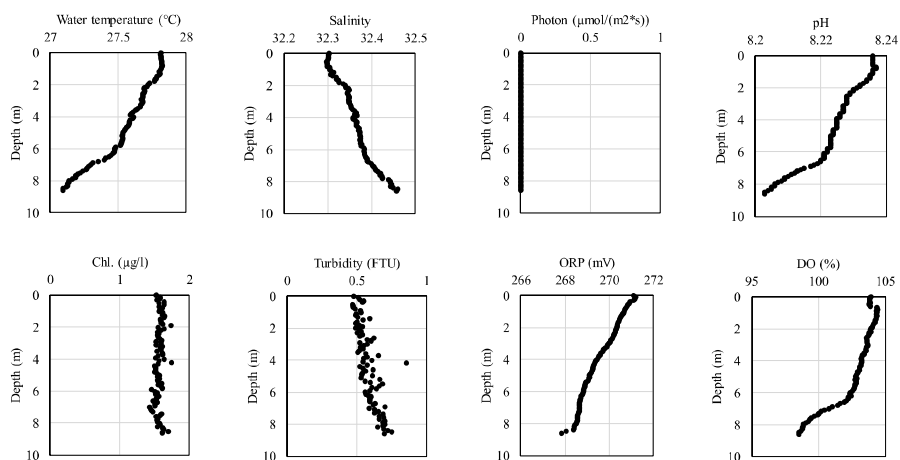 Water temperature (°C)
27 27.5 28
0
2
4
6
8
10
Depth (m)
Salinity
32.2 32.3 32.4 32.5
0
2
4
6
8
10
Depth (m)
Photon (μmol/(m2*s))
0 0.5 1
0
2
4
6
8
10
Depth (m)
pH
8.2 8.22 8.24
0
2
4
6
8
10
Depth (m)
Chl. (μg/l)
0 1 2
0
2
4
6
8
10
Depth (m)
Turbidity (FTU)
0 0.5 1
0
2
4
6
8
10
Depth (m)
ORP (mV)
266 268 270 272
0
2
4
6
8
10
Depth (m)
DO (%)
95 100 105
0
2
4
6
8
10
Depth (m)